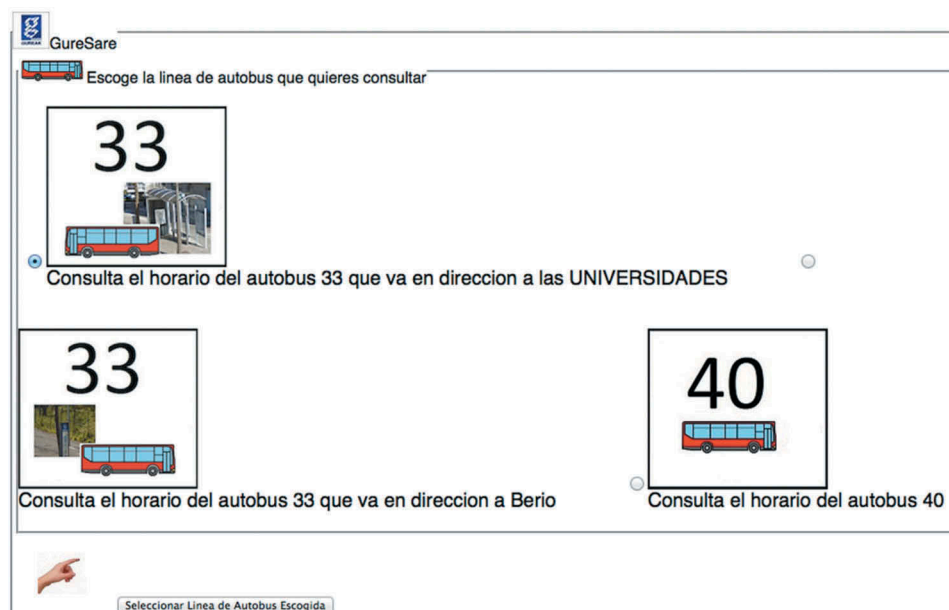 GureSare
Escoge la linea de autobus que quieres consultar
33
Consulta el horario del autobus 33 que va en direccion a las UNIVERSIDADES
33
40
Consulta el horario del autobus 33 que va en direccion a Berio
Consulta el horario del autobus 40
Seleccionar Linea de Autobus Escogida